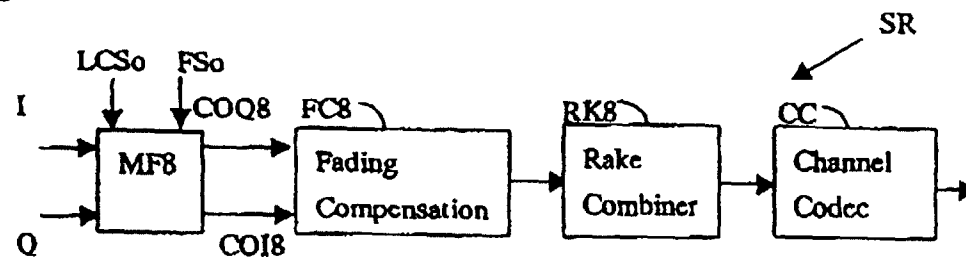 SR
LCSo FSo
I COQ8 FC8 RK8 CC
MF8 Fading Compensation Rake Combiner Channel Codec
Q COI8